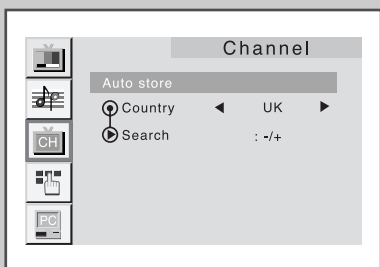 Channel
Auto store
Country ◀ UK ▶
Search : -/+
CH
PC